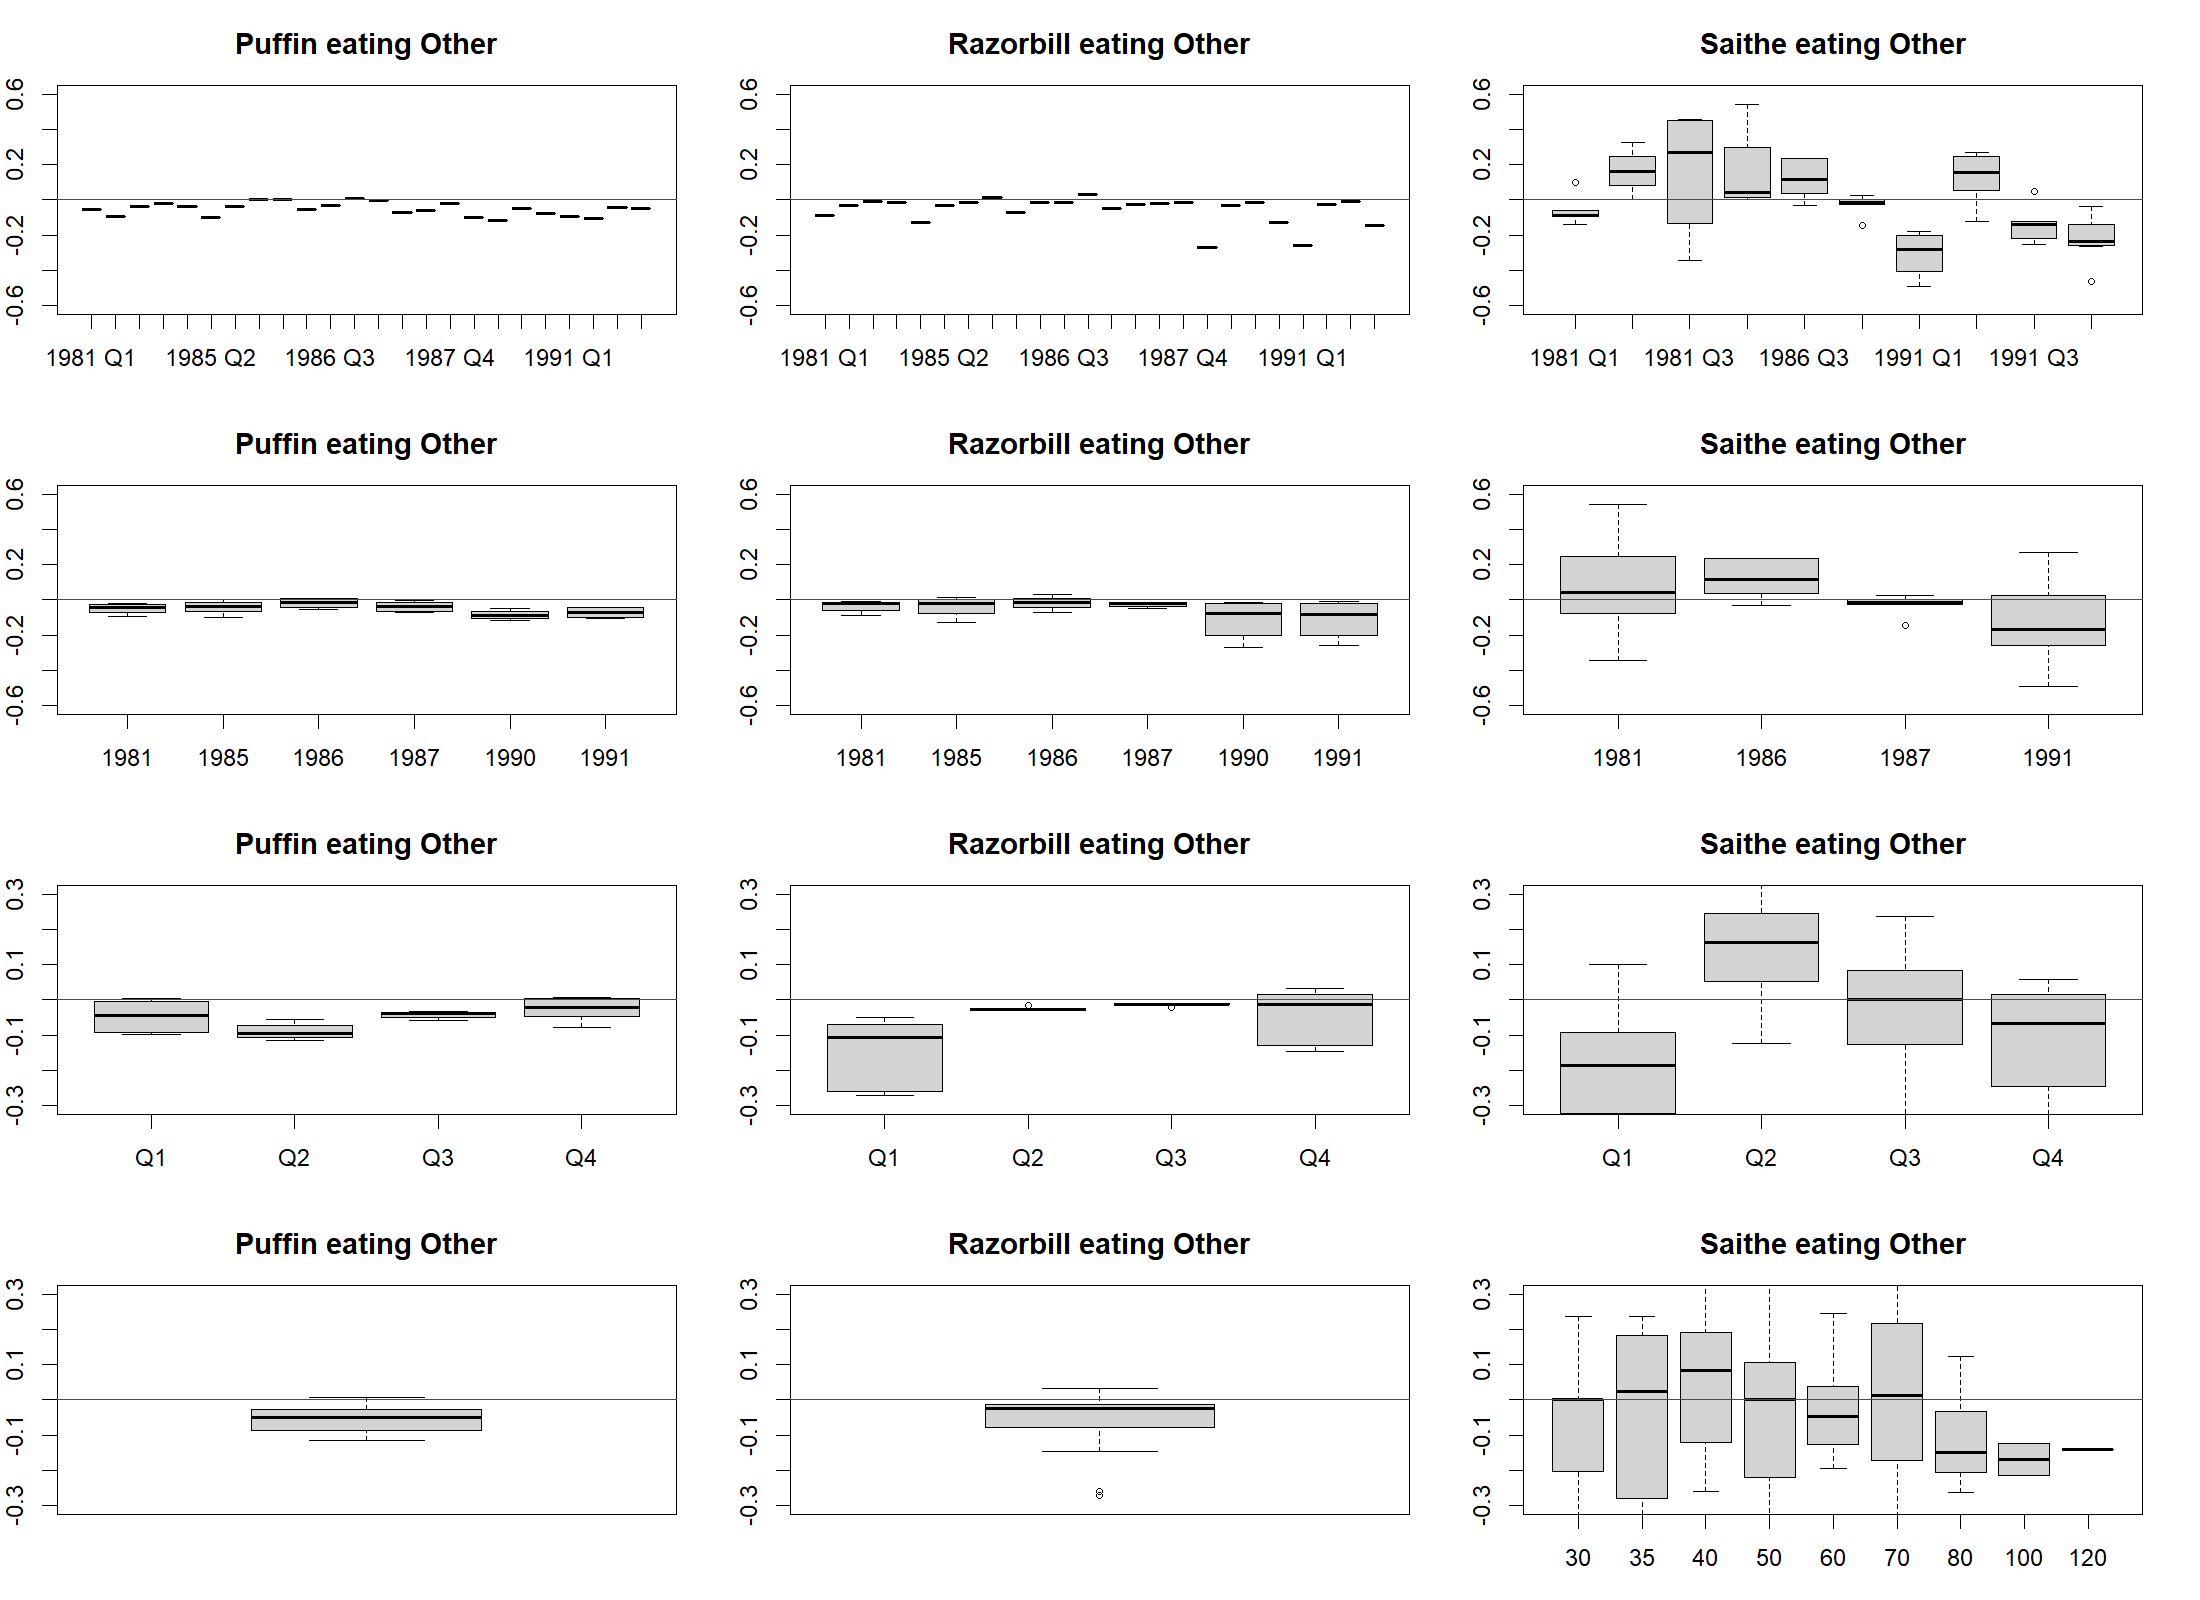 Puffin eating Other
0.6
0.2
-0.2
-0.6
1981 Q1 1985 Q2 1986 Q3 1987 Q4 1991 Q1
Razorbill eating Other
0.6
0.2
-0.2
-0.6
1981 Q1 1985 Q2 1986 Q3 1987 Q4 1991 Q1
Saithe eating Other
0.6
0.2
-0.2
-0.6
1981 Q1 1981 Q3 1986 Q3 1991 Q1 1991 Q3
Puffin eating Other
0.6
0.2
-0.2
-0.6
1981 1985 1986 1987 1990 1991
Razorbill eating Other
0.6
0.2
-0.2
-0.6
1981 1985 1986 1987 1990 1991
Saithe eating Other
0.6
0.2
-0.2
-0.6
1981 1986 1987 1991
Puffin eating Other
0.3
0.1
-0.1
-0.3
Q1 Q2 Q3 Q4
Razorbill eating Other
0.3
0.1
-0.1
-0.3
Q1 Q2 Q3 Q4
Saithe eating Other
0.3
0.1
-0.1
-0.3
Q1 Q2 Q3 Q4
Puffin eating Other
0.3
0.1
-0.1
-0.3
Razorbill eating Other
0.3
0.1
-0.1
-0.3
Saithe eating Other
0.3
0.1
-0.1
-0.3
30 35 40 50 60 70 80 100 120